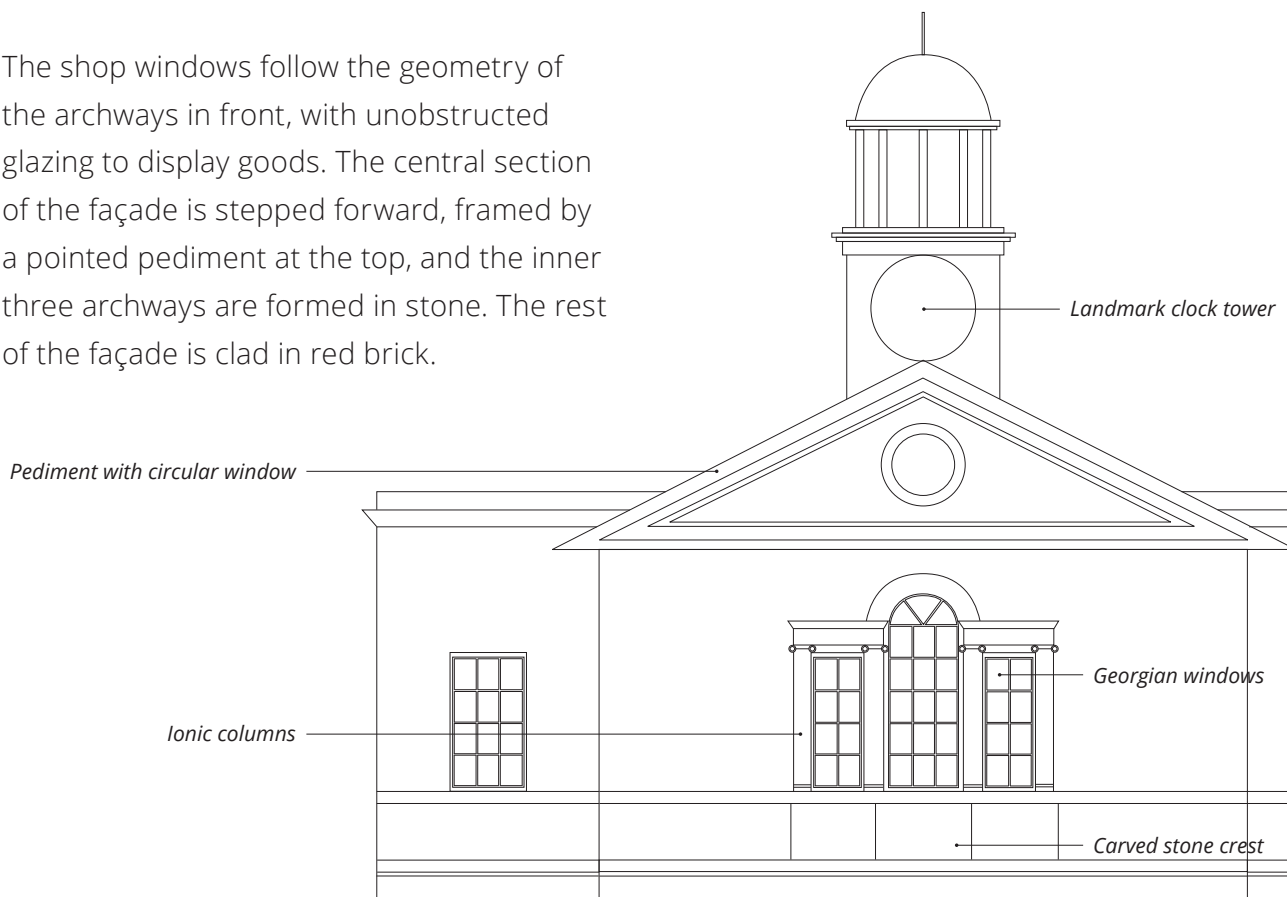 The shop windows follow the geometry of
the archways in front, with unobstructed
glazing to display goods. The central section
of the façade is stepped forward, framed by
a pointed pediment at the top, and the inner
three archways are formed in stone. The rest
of the façade is clad in red brick.
Landmark clock tower
Pediment with circular window
Georgian windows
Ionic columns
Carved stone crest